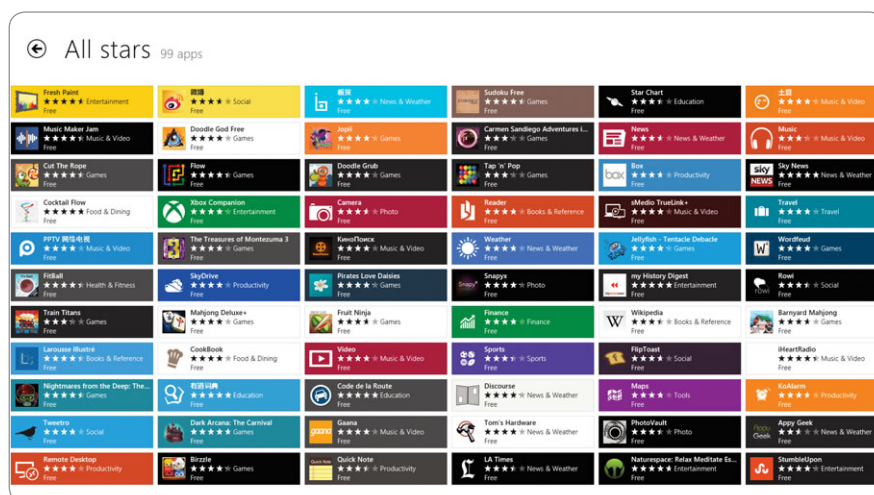 All stars 99 apps
Fresh Paint
Entertainment
Free
微博
Social
Free
News & Weather
Free
Sudoku Free
Games
Free
Star Chart
Education
Free
土豆
Music & Video
Free
Music Maker Jam
Music & Video
Free
Doodle God Free
Games
Free
Jopii
Games
Free
Carmen Sandiego Adventures i...
Games
Free
News
News & Weather
Free
Music
Music & Video
Free
Cut The Rope
Games
Free
Flow
Games
Free
Doodle Grub
Games
Free
Tap 'n' Pop
Games
Free
box
Box
Productivity
Free
sky
NEWS
Sky News
News & Weather
Free
Cocktail Flow
Food & Dining
Free
Xbox Companion
Entertainment
Free
Camera
Photo
Free
Reader
Books & Reference
Free
sMedio TrueLink+
Music & Video
Free
Travel
Travel
Free
PPTV 网络电视
Music & Video
Free
The Treasures of Montezuma 3
Games
Free
КиноПоиск
Music & Video
Free
Weather
News & Weather
Free
Jellyfish - Tentacle Debacle
Games
Free
W
Wordfeud
Games
Free
FitBall
Health & Fitness
Free
SkyDrive
Productivity
Free
Pirates Love Daisies
Games
Free
Snapy
Snapyx
Photo
Free
my History Digest
Entertainment
Free
rowi
Rowi
Social
Free
Train Titans
Games
Free
Mahjong Deluxe+
Games
Free
Fruit Ninja
Games
Free
Finance
Finance
Free
W
Wikipedia
Books & Reference
Free
Barnyard Mahjong
Games
Free
Larousse illustré
Books & Reference
Free
CookBook
Food & Dining
Free
Video
Music & Video
Free
Sports
Sports
Free
FlipToast
Social
Free
iHeartRadio
Music & Video
Free
Nightmares from the Deep: The...
Games
Free
有道词典
Education
Free
Code de la Route
Education
Free
Discourse
News & Weather
Free
Maps
Tools
Free
KoAlarm
Productivity
Free
Tweetro
Social
Free
Dark Arcana: The Carnival
Games
Free
gaana
Gaana
Music & Video
Free
Tom's Hardware
News & Weather
Free
PhotoVault
Photo
Free
Appy
Geek
Appy Geek
News & Weather
Free
Remote Desktop
Productivity
Free
Birzzle
Games
Free
Quick Note
Quick Note
Productivity
Free
LA Times
News & Weather
Free
Naturespace: Relax Meditate Es...
Entertainment
Free
StumbleUpon
Entertainment
Free